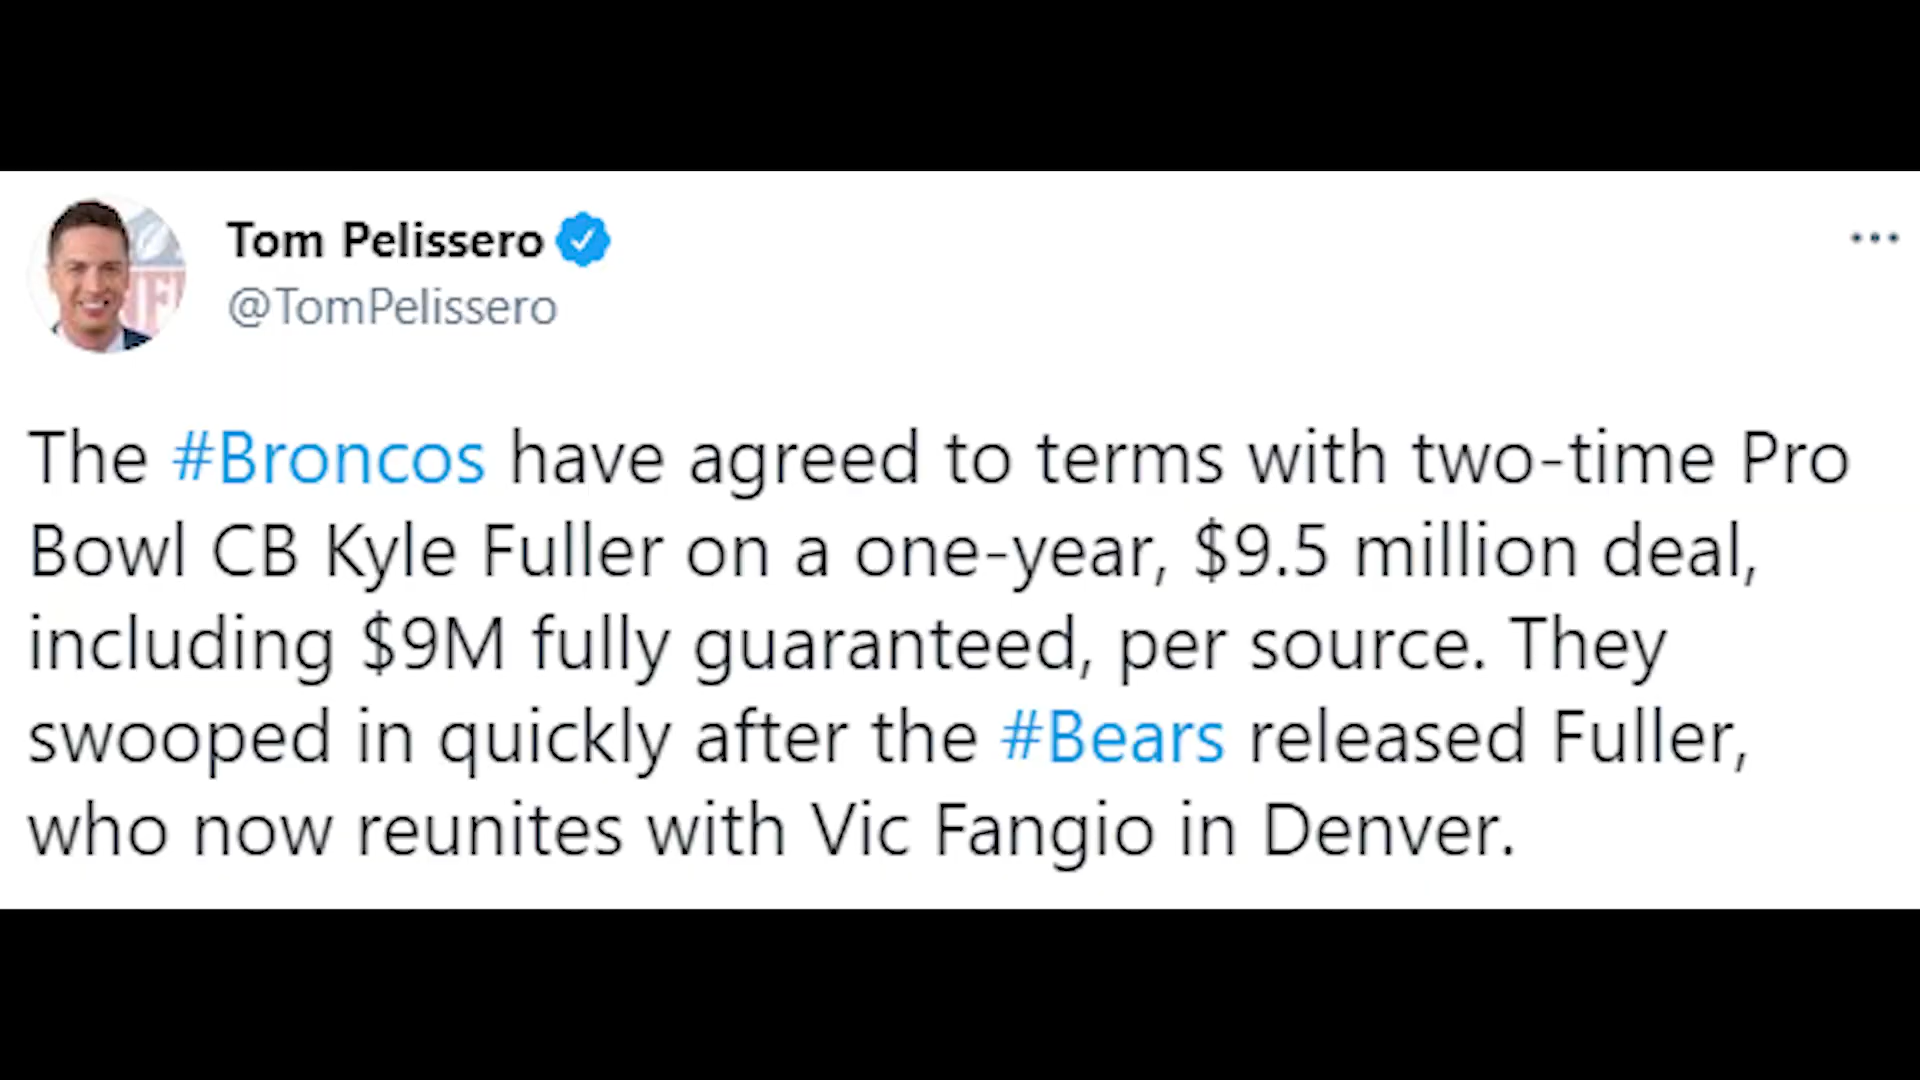 Tom Pelissero
@TomPelissero
The #Broncos have agreed to terms with two-time Pro
Bowl CB Kyle Fuller on a one-year, $9.5 million deal,
including $9M fully guaranteed, per source. They
swooped in quickly after the #Bears released Fuller,
who now reunites with Vic Fangio in Denver.